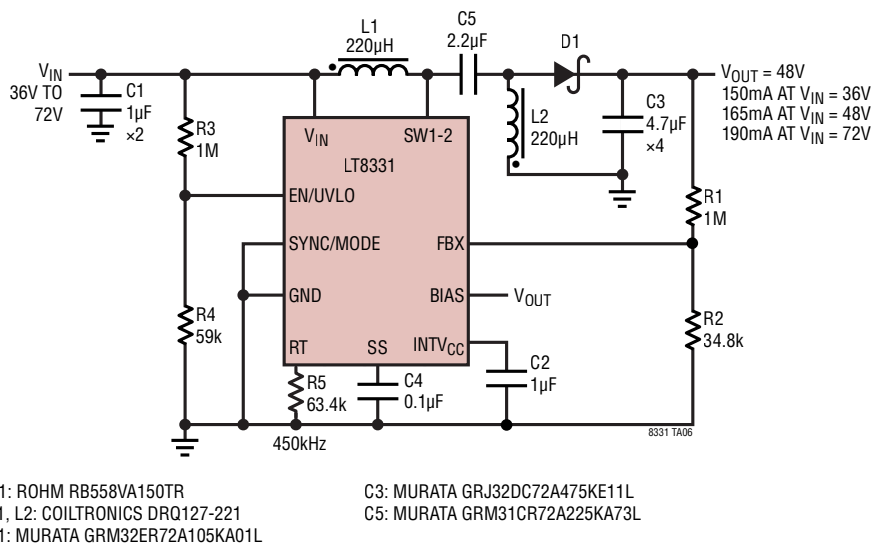 L1
220µH
C5
2.2µF
D1
VIN
36V TO
72V
C1
1µF
×2
R3
1M
VIN
SW1-2
LT8331
L2
220µH
C3
4.7µF
×4
VOUT = 48V
150mA AT VIN = 36V
165mA AT VIN = 48V
190mA AT VIN = 72V
EN/UVLO
R1
1M
SYNC/MODE
FBX
GND
BIAS
VOUT
R4
59k
R2
34.8k
RT
SS
INTVCC
R5
63.4k
C4
0.1µF
C2
1µF
450kHz
8331 TA06
1: ROHM RB558VA150TR
1, L2: COILTRONICS DRQ127-221
1: MURATA GRM32ER72A105KA01L
C3: MURATA GRJ32DC72A475KE11L
C5: MURATA GRM31CR72A225KA73L